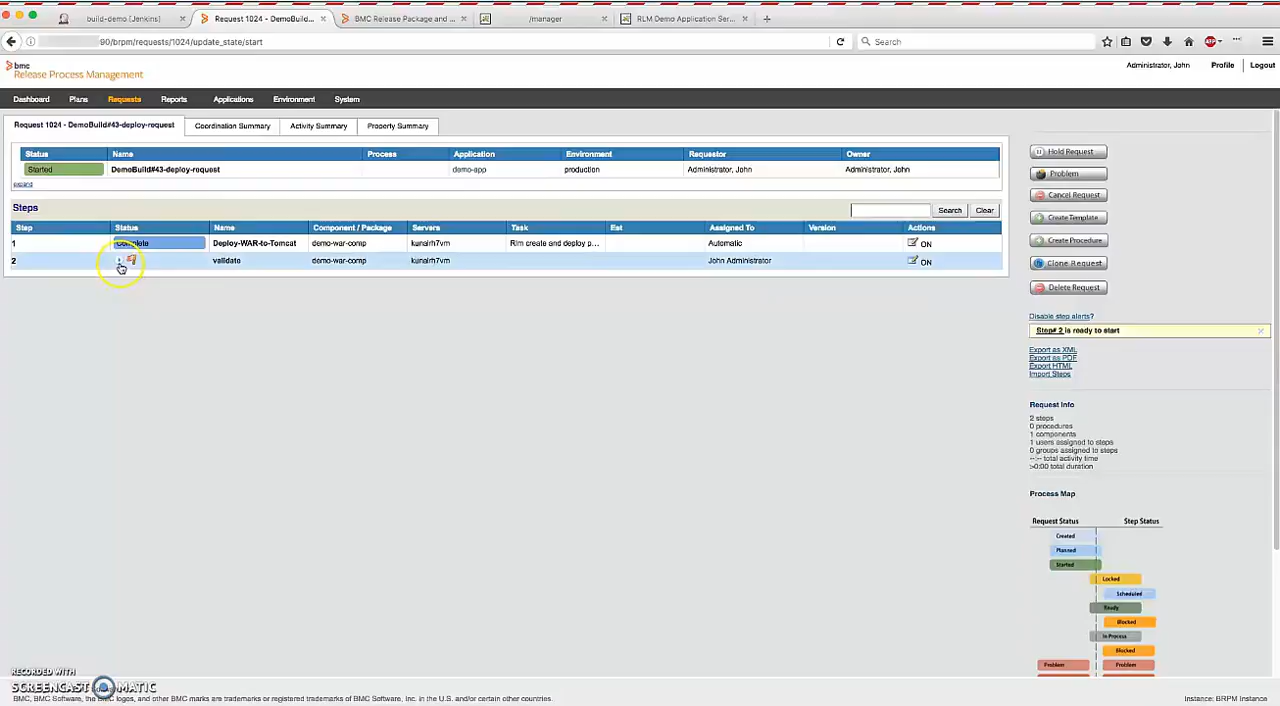 build-demo [Jenkins]
Request 1024 - DemoBuild...
BMC Release Package and ...
/manager
RLM Demo Application Ser...
90/brpm/requests/1024/update_state/start
Search
ABP
bmc
Release Process Management
Administrator, John
Profile
Logout
Dashboard Plans Requests Reports Applications Environment System
Request 1024 - DemoBuild#43-deploy-request
Coordination Summary
Activity Summary
Property Summary
Status Name Process Application Environment Requestor Owner
Started DemoBuild#43-deploy-request demo-app production Administrator, John Administrator, John
Steps
Search
Clear
Step Status Name Component / Package Servers Task Est Assigned To Version Actions
1 Complete Deploy-WAR-to-Tomcat demo-war-comp kunalrh7vm Rlm create and deploy p... Automatic ON
2 validate demo-war-comp kunalrh7vm John Administrator ON
Hold Request
Problem
Cancel Request
Create Template
Create Procedure
Clone Request
Delete Request
Disable step alerts?
Step# 2 is ready to start
Export as XML
Export as PDF
Export HTML
Import Steps
Request Info
2 steps
0 procedures
1 components
1 users assigned to steps
0 groups assigned to steps
--:-- total activity time
>0:00 total duration
Process Map
Request Status Step Status
Created
Planned
Started
Locked
Scheduled
Ready
Blocked
In Process
Blocked
Problem Problem
RECORDED WITH
SCREENCAST-O-MATIC
BMC, BMC Software, the BMC logos, and other BMC marks are trademarks or registered trademarks of BMC Software, Inc. in the U.S. and/or certain other countries.
Instance: BRPM Instance